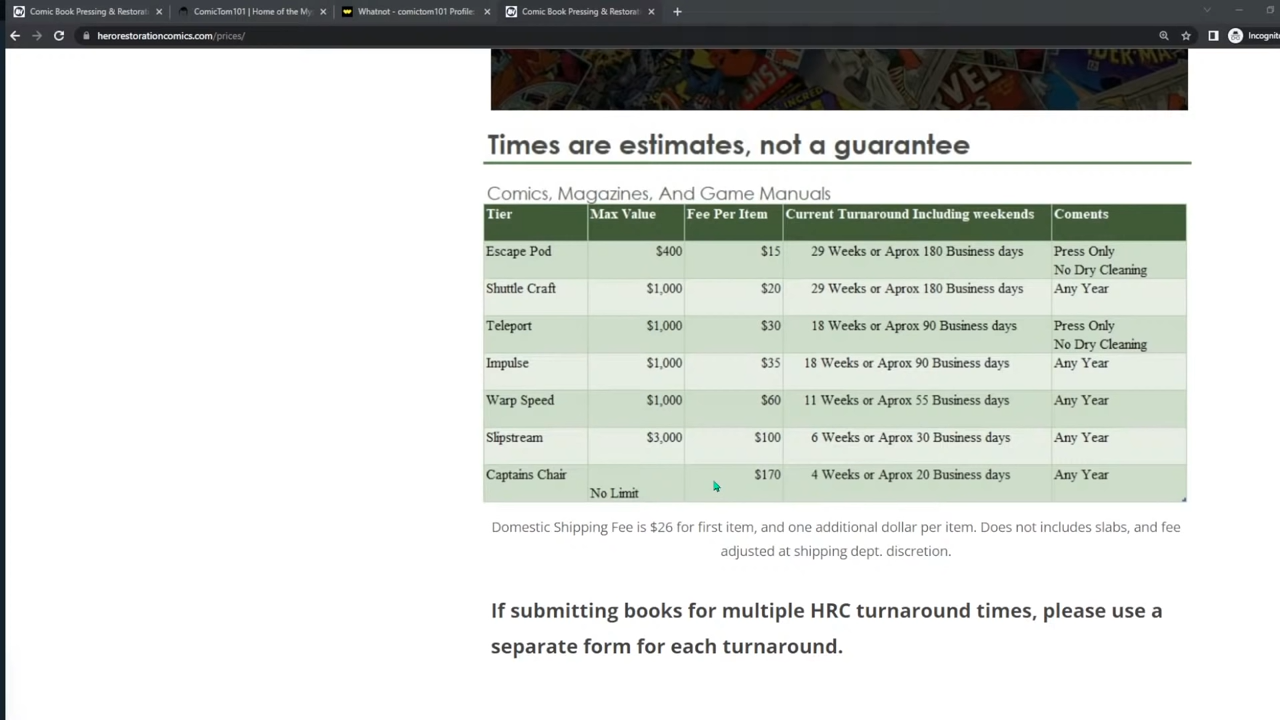 Comic Book Pressing & Restorat
ComicTom101 | Home of the My
Whatnot - comictom101 Profile
Comic Book Pressing & Restorat
herorestorationcomics.com/prices/
Incognito
Times are estimates, not a guarantee
Comics, Magazines, And Game Manuals
Tier Max Value Fee Per Item Current Turnaround Including weekends Coments
Escape Pod $400 $15 29 Weeks or Aprox 180 Business days Press Only
No Dry Cleaning
Shuttle Craft $1,000 $20 29 Weeks or Aprox 180 Business days Any Year
Teleport $1,000 $30 18 Weeks or Aprox 90 Business days Press Only
No Dry Cleaning
Impulse $1,000 $35 18 Weeks or Aprox 90 Business days Any Year
Warp Speed $1,000 $60 11 Weeks or Aprox 55 Business days Any Year
Slipstream $3,000 $100 6 Weeks or Aprox 30 Business days Any Year
Captains Chair $170 4 Weeks or Aprox 20 Business days Any Year
No Limit
Domestic Shipping Fee is $26 for first item, and one additional dollar per item. Does not includes slabs, and fee
adjusted at shipping dept. discretion.
If submitting books for multiple HRC turnaround times, please use a
separate form for each turnaround.